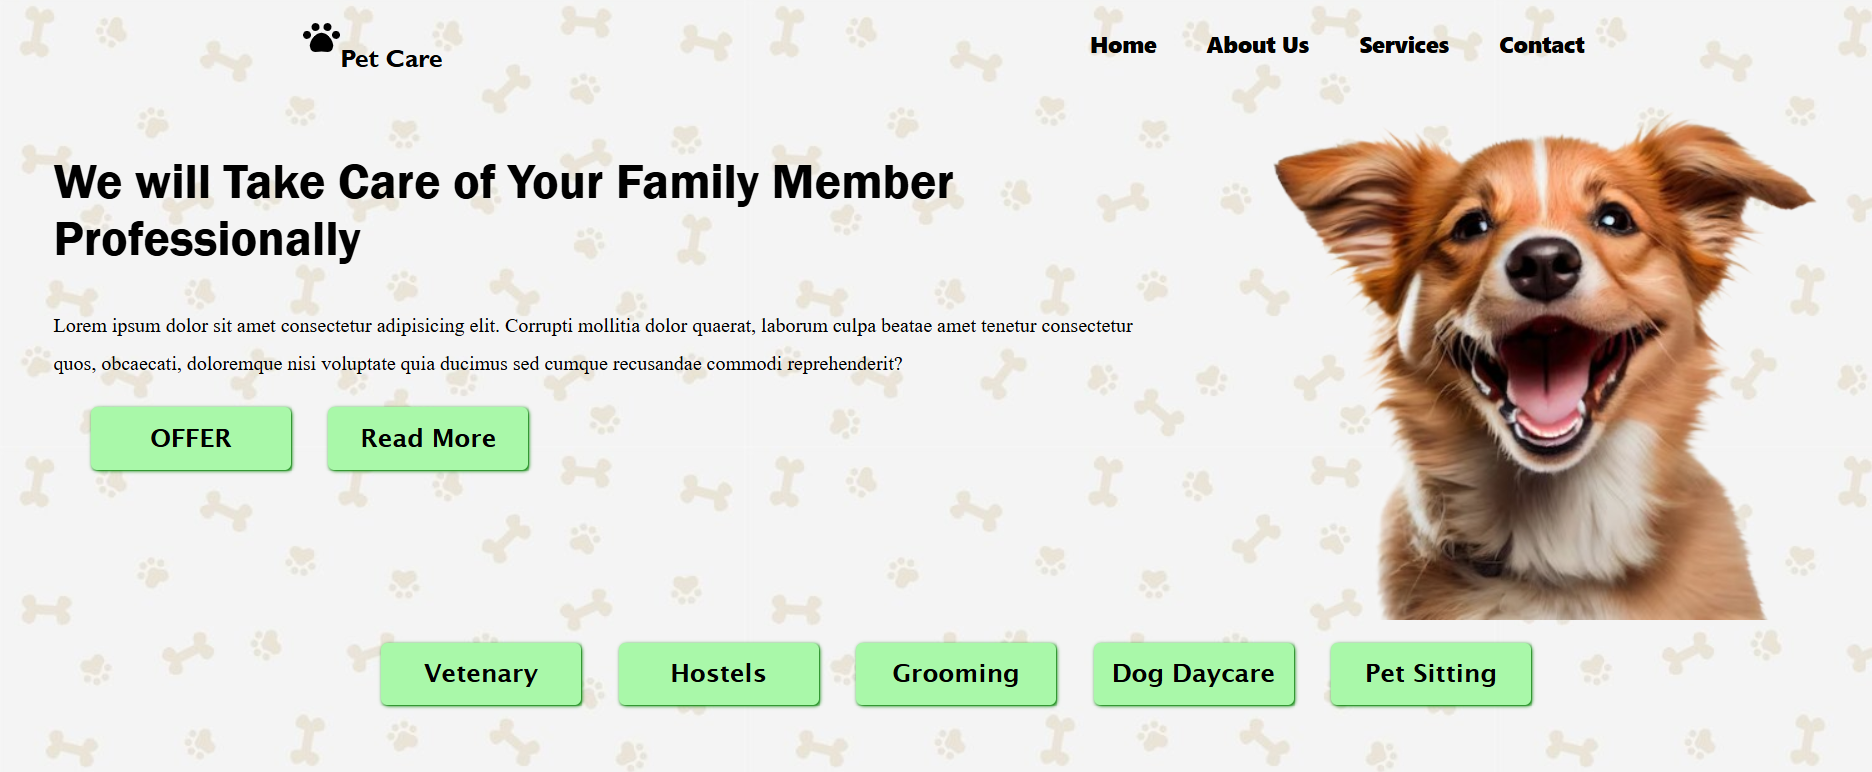 Pet Care
Home About Us Services Contact
We will Take Care of Your Family Member
Professionally
Lorem ipsum dolor sit amet consectetur adipisicing elit. Corrupti mollitia dolor quaerat, laborum culpa beatae amet tenetur consectetur
quos, obcaecati, doloremque nisi voluptate quia ducimus sed cumque recusandae commodi reprehenderit?
OFFER Read More
Vetenary Hostels Grooming Dog Daycare Pet Sitting